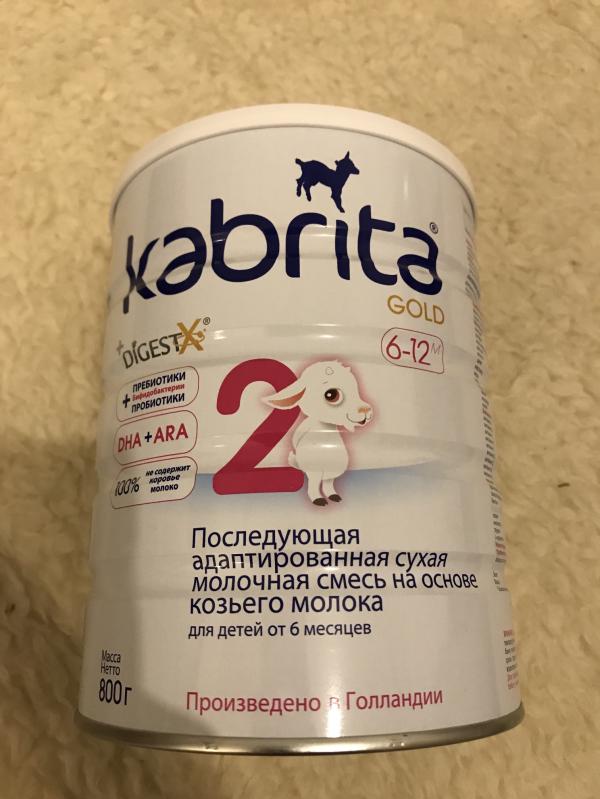 kabrita®
GOLD
+DIGESTX®
6-12М
ПРЕБИОТИКИ
+ Бифидобактерии
ПРОБИОТИКИ
DHA+ARA
100% не содержит
коровье
молоко
2
Последующая
адаптированная сухая
молочная смесь на основе
козьего молока
для детей от 6 месяцев
Масса
Нетто
800г
Произведено в Голландии